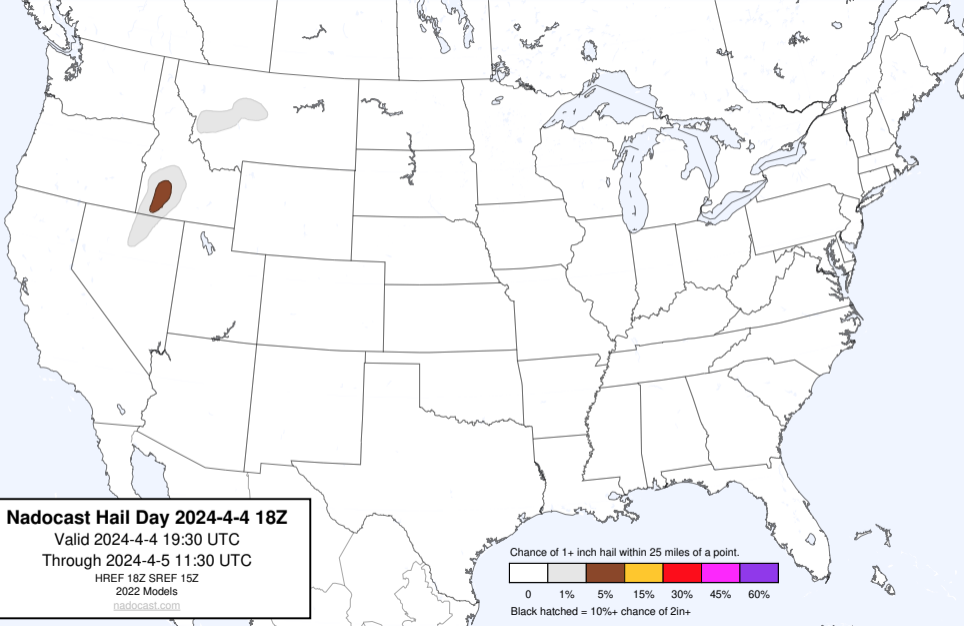 Nadocast Hail Day 2024-4-4 18Z
Valid 2024-4-4 19:30 UTC
Through 2024-4-5 11:30 UTC
HREF 18Z SREF 15Z
2022 Models
nadocast.com
Chance of 1+ inch hail within 25 miles of a point.
0 1% 5% 15% 30% 45% 60%
Black hatched = 10%+ chance of 2in+